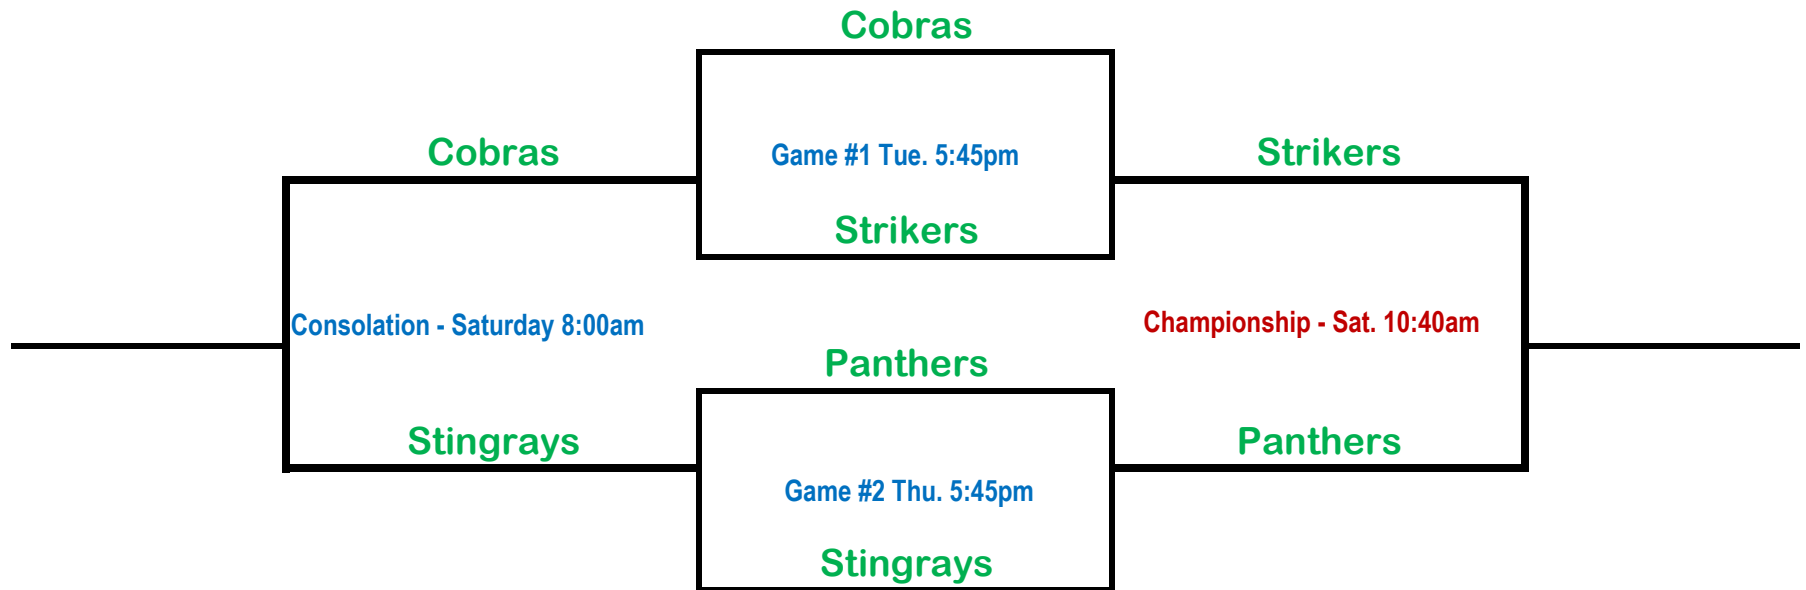 Cobras
Cobras
Game #1 Tue. 5:45pm
Strikers
Strikers
Consolation - Saturday 8:00am
Championship - Sat. 10:40am
Panthers
Stingrays
Panthers
Game #2 Thu. 5:45pm
Stingrays